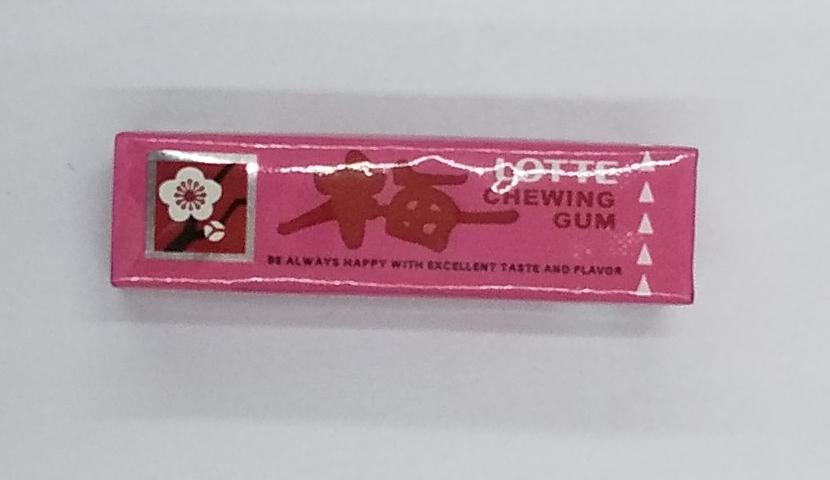 梅
LOTTE
CHEWING
GUM
BE ALWAYS HAPPY WITH EXCELLENT TASTE AND FLAVOR